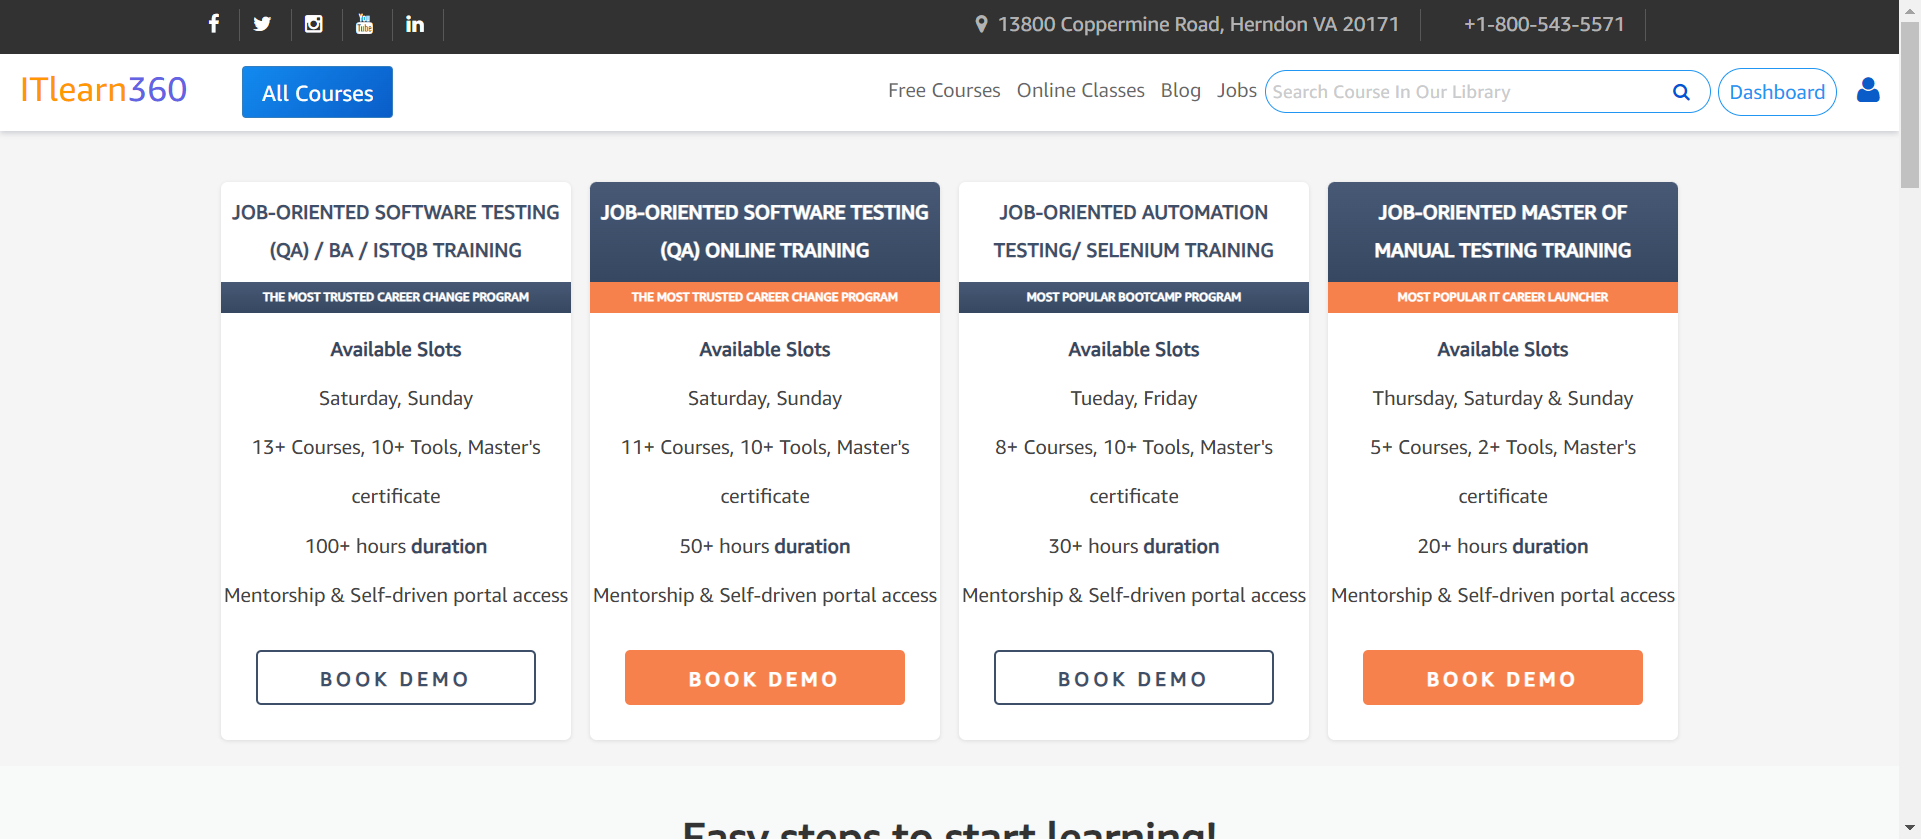 You Tube
13800 Coppermine Road, Herndon VA 20171
+1-800-543-5571
ITlearn360
All Courses
Free Courses
Online Classes
Blog
Jobs
Search Course In Our Library
Dashboard
JOB-ORIENTED SOFTWARE TESTING
(QA) / BA / ISTQB TRAINING
THE MOST TRUSTED CAREER CHANGE PROGRAM
Available Slots
Saturday, Sunday
13+ Courses, 10+ Tools, Master's
certificate
100+ hours duration
Mentorship & Self-driven portal access
BOOK DEMO
JOB-ORIENTED SOFTWARE TESTING
(QA) ONLINE TRAINING
THE MOST TRUSTED CAREER CHANGE PROGRAM
Available Slots
Saturday, Sunday
11+ Courses, 10+ Tools, Master's
certificate
50+ hours duration
Mentorship & Self-driven portal access
BOOK DEMO
JOB-ORIENTED AUTOMATION
TESTING/ SELENIUM TRAINING
MOST POPULAR BOOTCAMP PROGRAM
Available Slots
Tueday, Friday
8+ Courses, 10+ Tools, Master's
certificate
30+ hours duration
Mentorship & Self-driven portal access
BOOK DEMO
JOB-ORIENTED MASTER OF
MANUAL TESTING TRAINING
MOST POPULAR IT CAREER LAUNCHER
Available Slots
Thursday, Saturday & Sunday
5+ Courses, 2+ Tools, Master's
certificate
20+ hours duration
Mentorship & Self-driven portal access
BOOK DEMO
Easy steps to start learning!